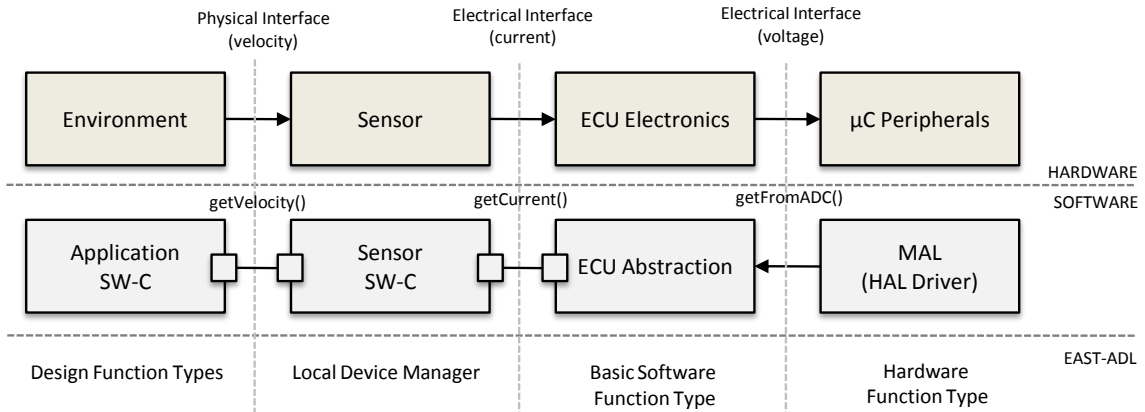 Physical Interface
(velocity)
Electrical Interface
(current)
Electrical Interface
(voltage)
Environment
Sensor
ECU Electronics
µC Peripherals
HARDWARE
SOFTWARE
getVelocity()
getCurrent()
getFromADC()
Application
SW-C
Sensor
SW-C
ECU Abstraction
MAL
(HAL Driver)
EAST-ADL
Design Function Types
Local Device Manager
Basic Software
Function Type
Hardware
Function Type